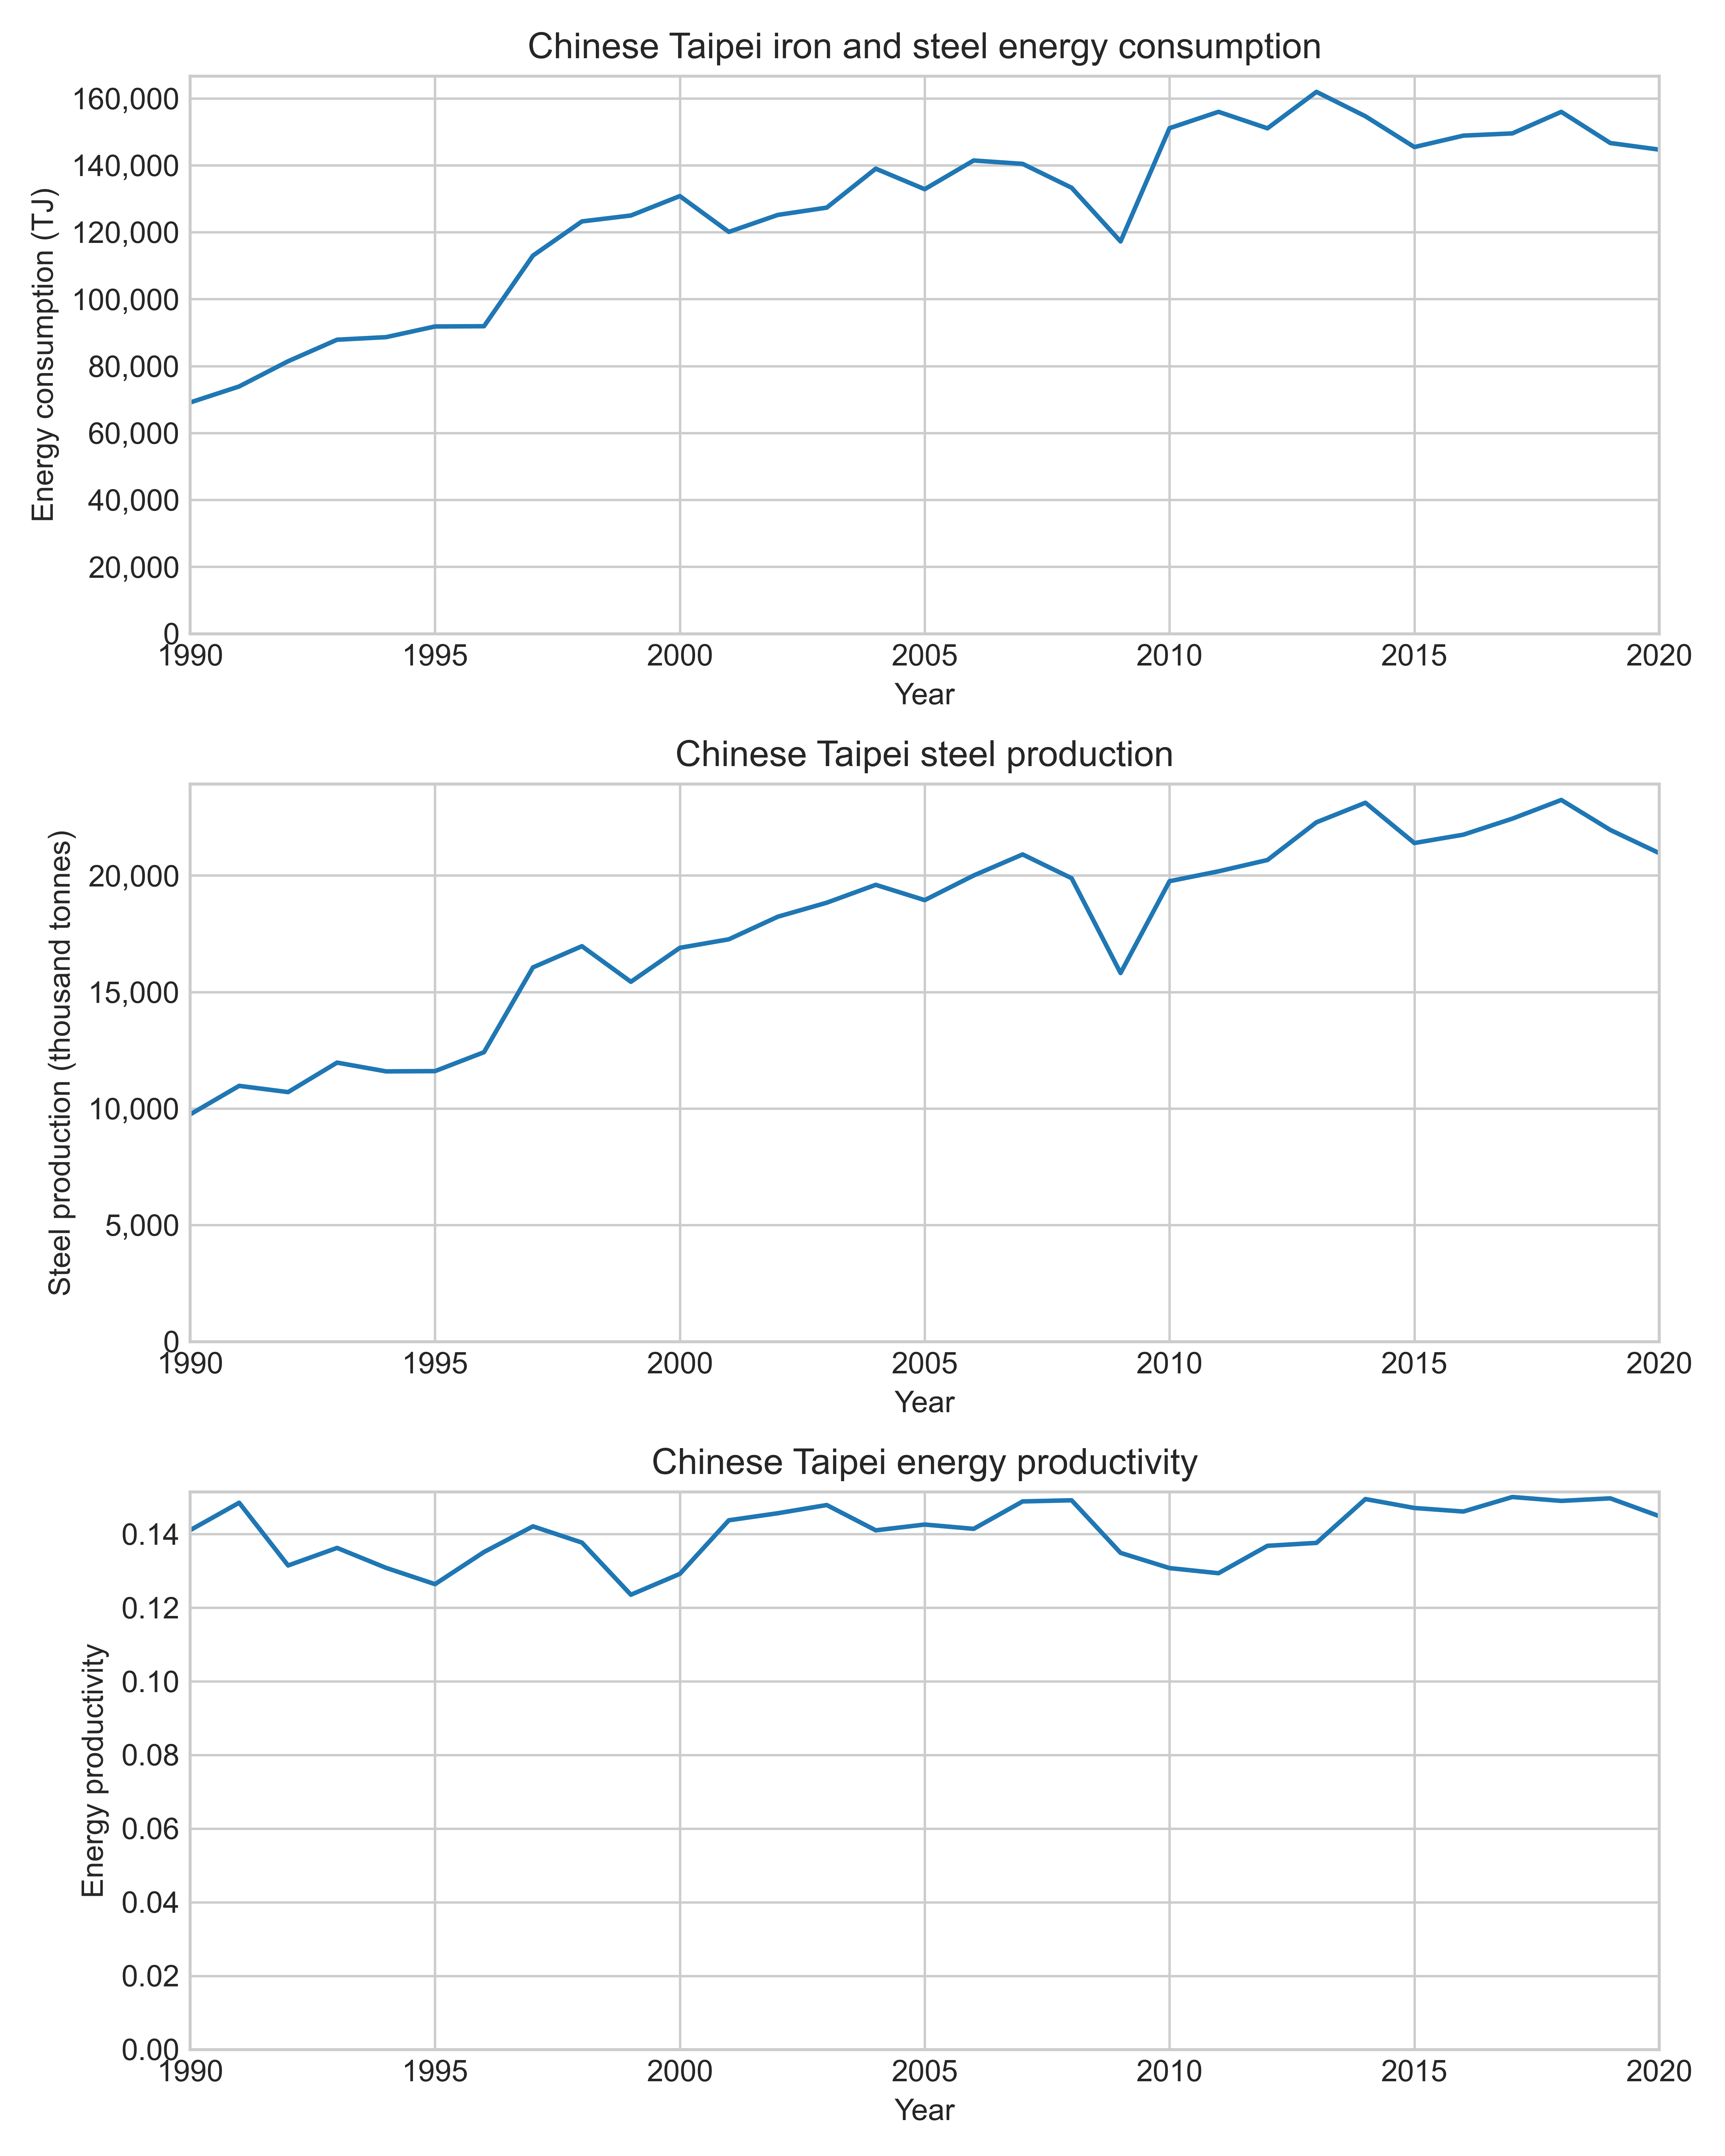 Chinese Taipei iron and steel energy consumption
Energy consumption (TJ)
160,000
140,000
120,000
100,000
80,000
60,000
40,000
20,000
0
1990 1995 2000 2005 2010 2015 2020
Year
Chinese Taipei steel production
Steel production (thousand tonnes)
20,000
15,000
10,000
5,000
0
1990 1995 2000 2005 2010 2015 2020
Year
Chinese Taipei energy productivity
Energy productivity
0.14
0.12
0.10
0.08
0.06
0.04
0.02
0.00
1990 1995 2000 2005 2010 2015 2020
Year